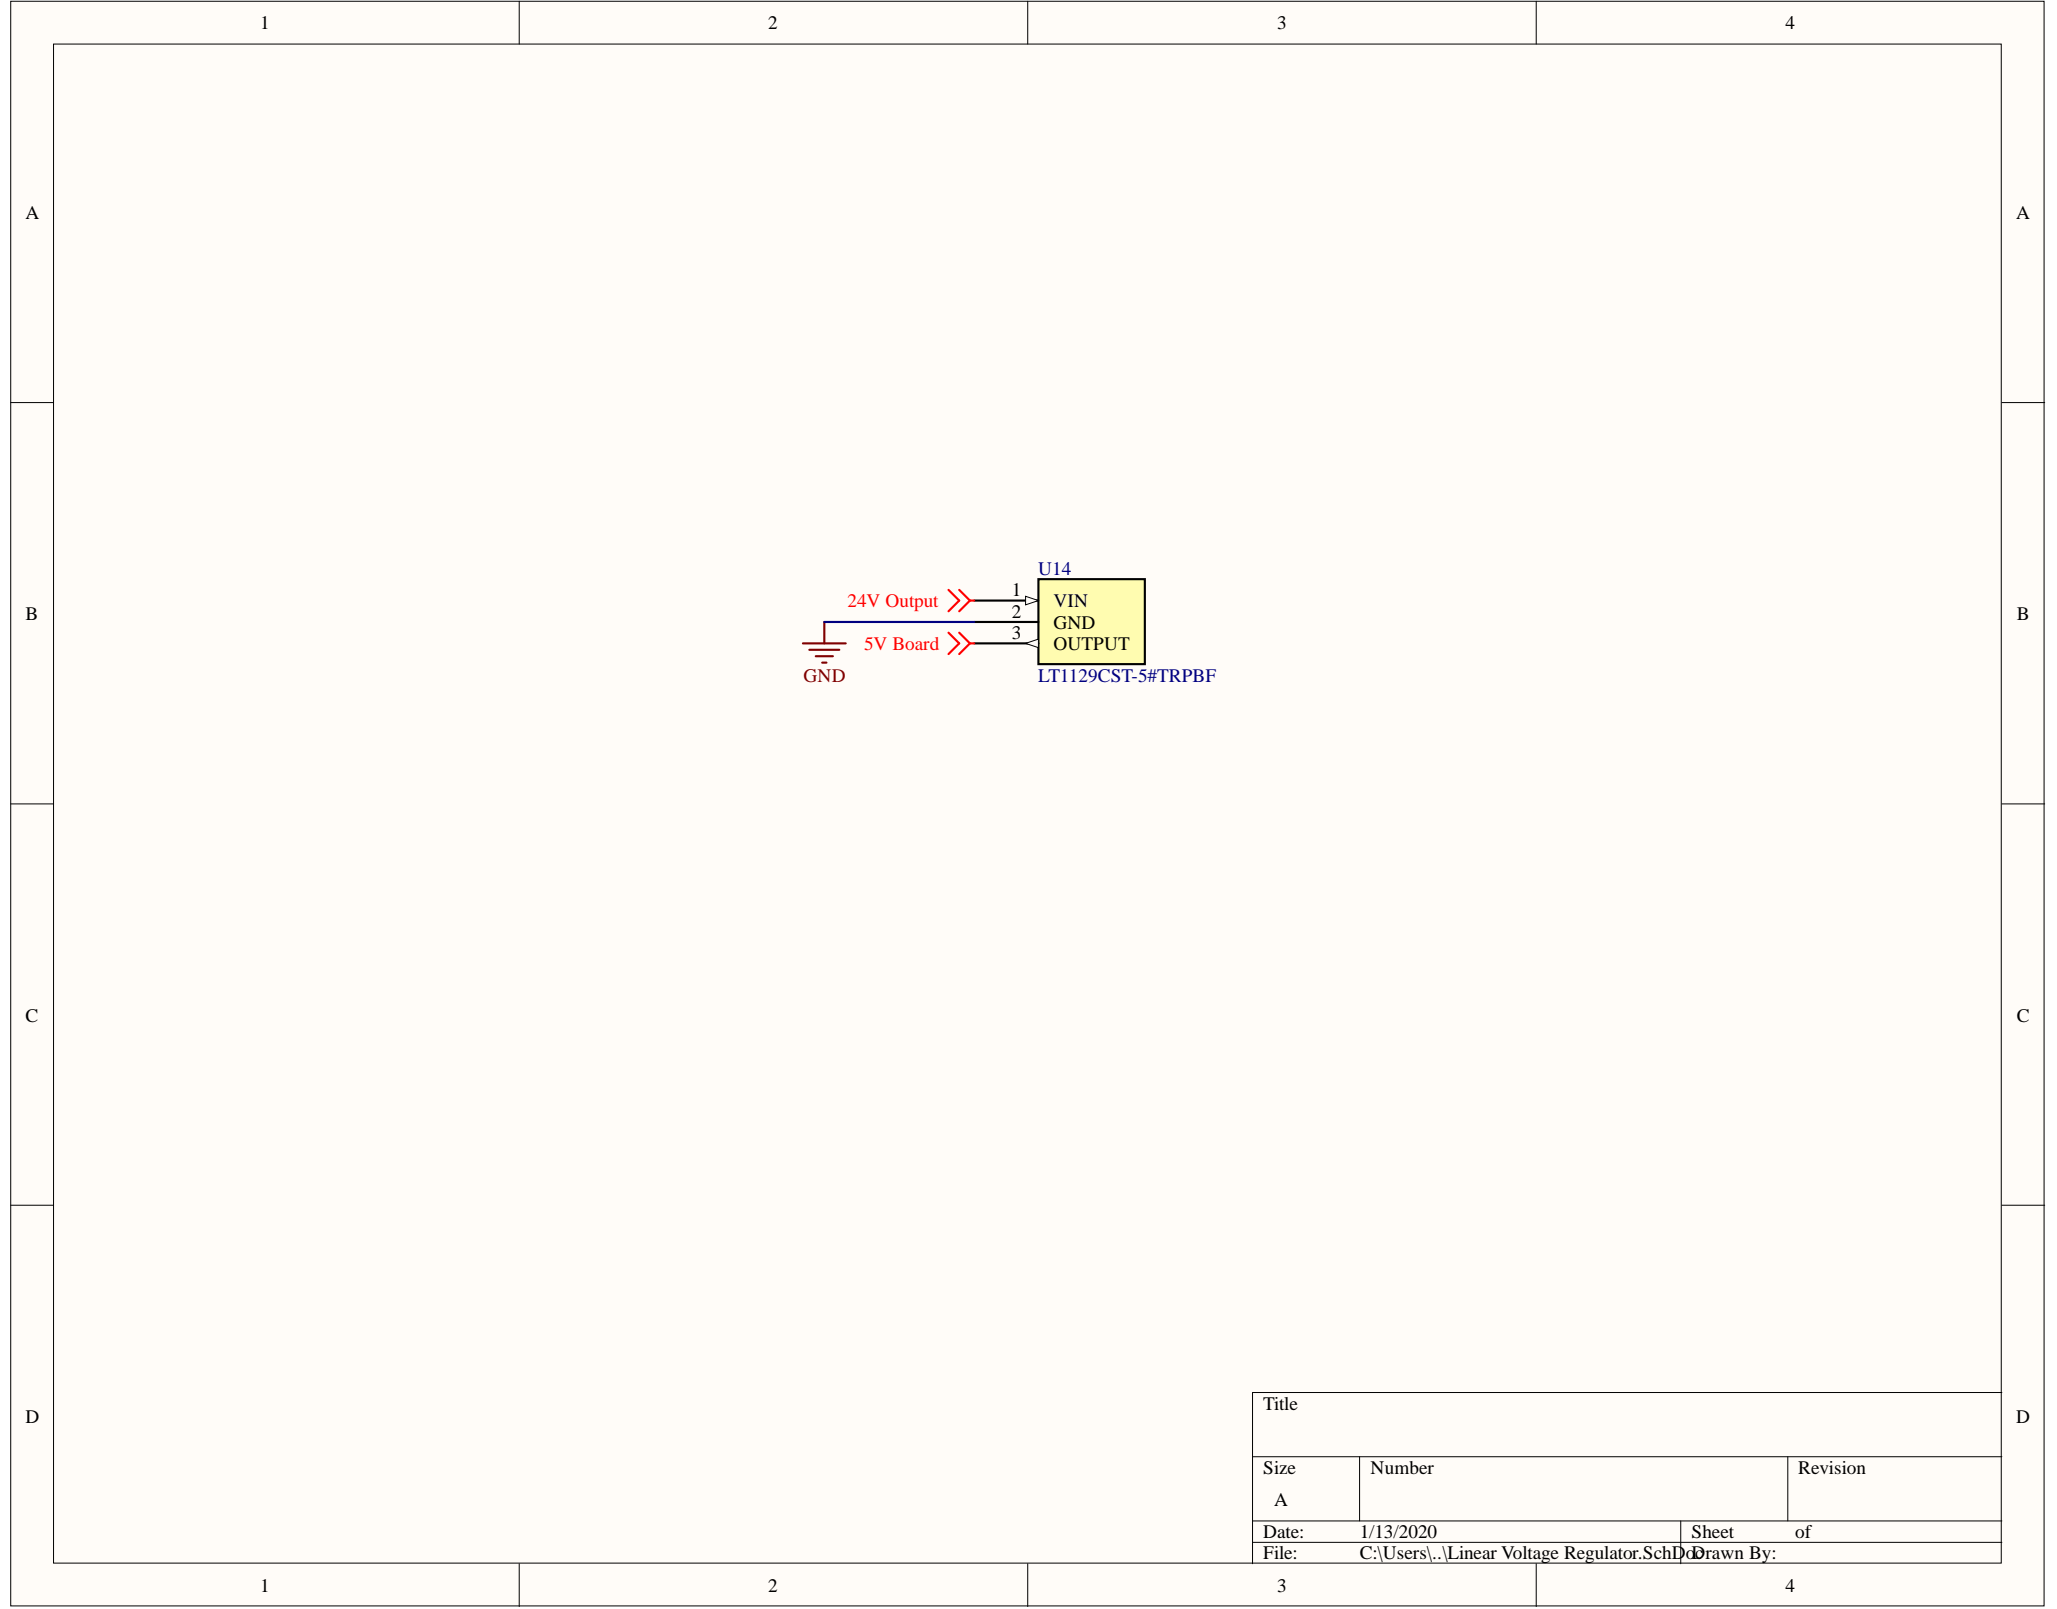 1 2 3 4
A A
U14
24V Output 1 VIN
2 GND
5V Board 3 OUTPUT
GND LT1129CST-5#TRPBF
B B
C C
Title
D D
Size Number Revision
A
Date: 1/13/2020 Sheet of
File: C:\Users\..\Linear Voltage Regulator.SchDoc Drawn By:
1 2 3 4